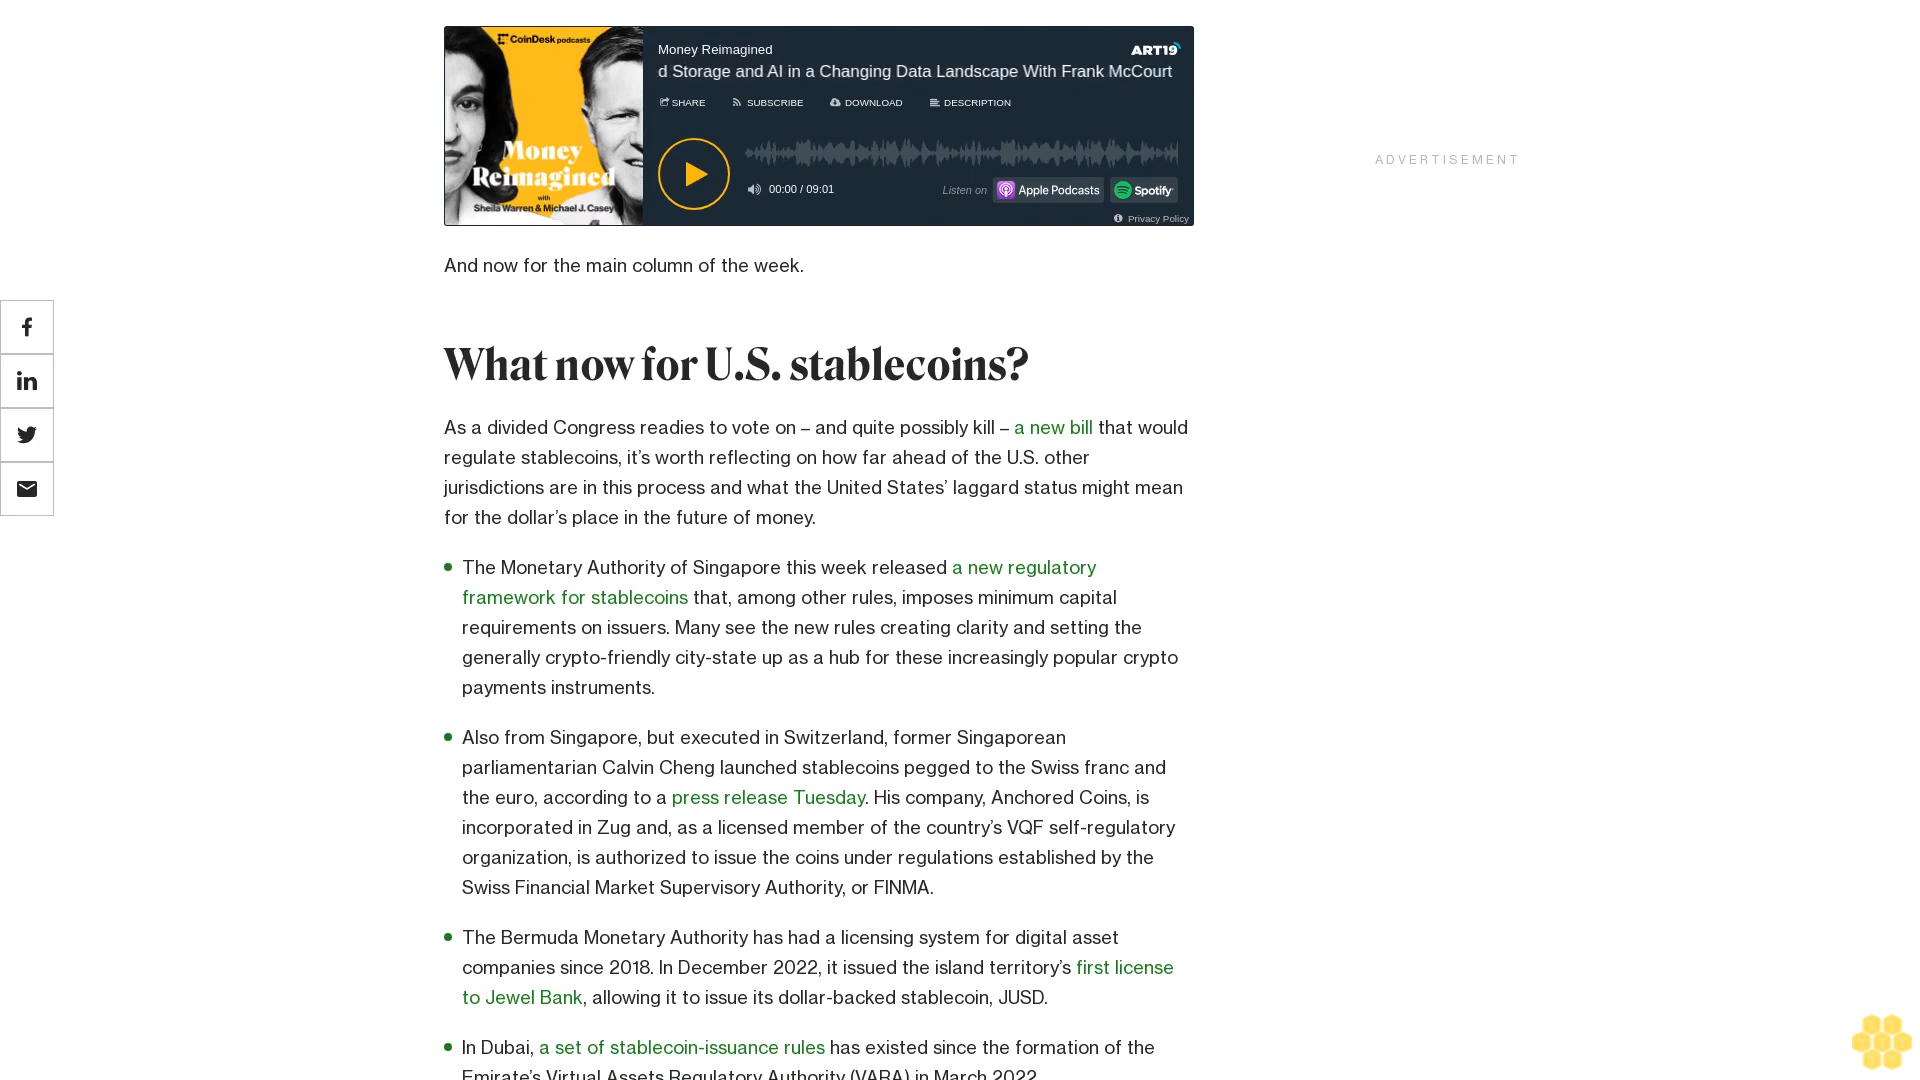 CoinDesk podcasts
Money Reimagined
with
Sheila Warren & Michael J. Casey
Money Reimagined
ART19
d Storage and AI in a Changing Data Landscape With Frank McCourt
SHARE SUBSCRIBE DOWNLOAD DESCRIPTION
00:00 / 09:01
Listen on Apple Podcasts Spotify
Privacy Policy
ADVERTISEMENT
And now for the main column of the week.
What now for U.S. stablecoins?
As a divided Congress readies to vote on – and quite possibly kill – a new bill that would
regulate stablecoins, it’s worth reflecting on how far ahead of the U.S. other
jurisdictions are in this process and what the United States’ laggard status might mean
for the dollar’s place in the future of money.
The Monetary Authority of Singapore this week released a new regulatory
framework for stablecoins that, among other rules, imposes minimum capital
requirements on issuers. Many see the new rules creating clarity and setting the
generally crypto-friendly city-state up as a hub for these increasingly popular crypto
payments instruments.
Also from Singapore, but executed in Switzerland, former Singaporean
parliamentarian Calvin Cheng launched stablecoins pegged to the Swiss franc and
the euro, according to a press release Tuesday. His company, Anchored Coins, is
incorporated in Zug and, as a licensed member of the country’s VQF self-regulatory
organization, is authorized to issue the coins under regulations established by the
Swiss Financial Market Supervisory Authority, or FINMA.
The Bermuda Monetary Authority has had a licensing system for digital asset
companies since 2018. In December 2022, it issued the island territory’s first license
to Jewel Bank, allowing it to issue its dollar-backed stablecoin, JUSD.
In Dubai, a set of stablecoin-issuance rules has existed since the formation of the
Emirate’s Virtual Assets Regulatory Authority (VARA) in March 2022.